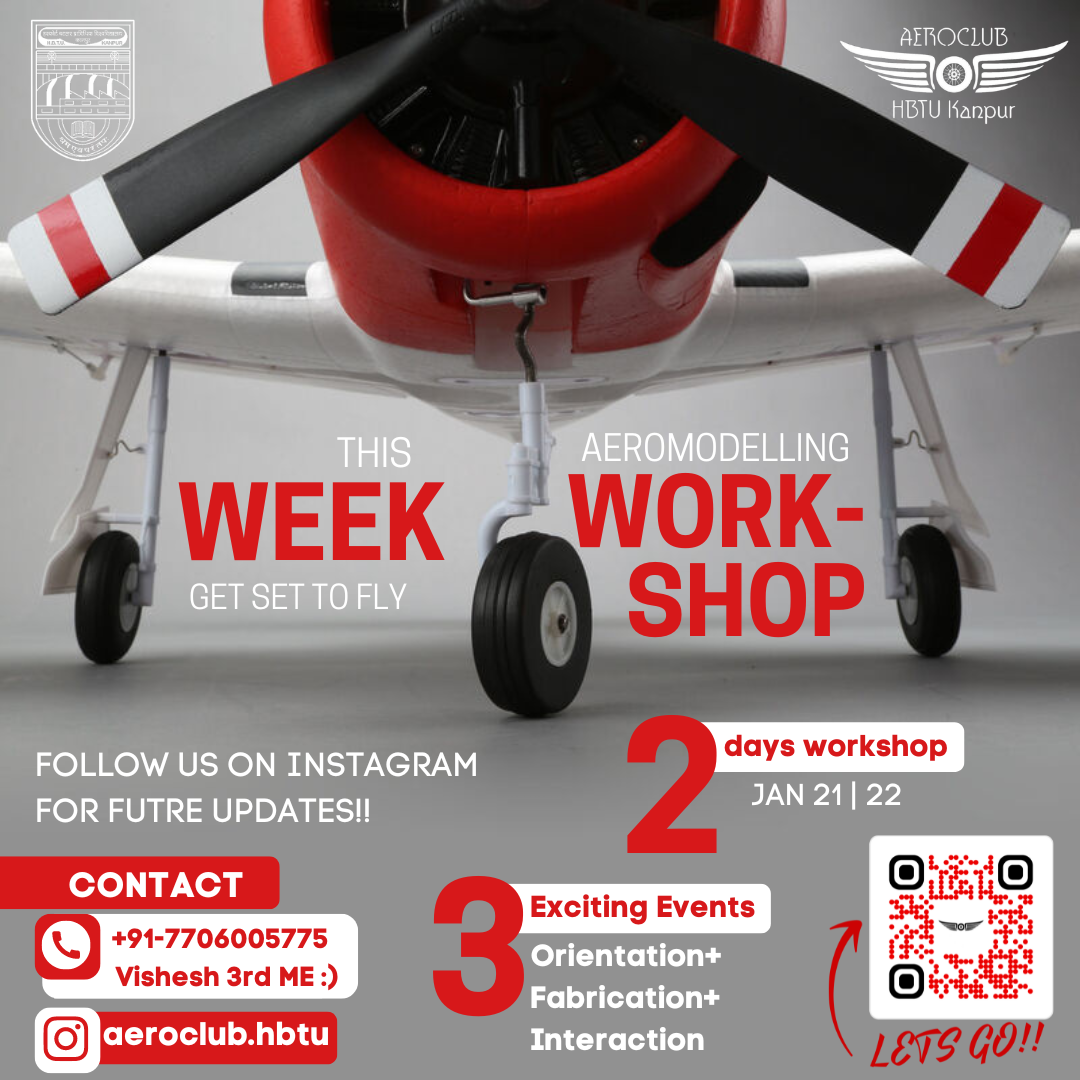 H.B.T.U. KANPUR
AEROCLUB
HBTU Kanpur
THIS
WEEK
GET SET TO FLY
AEROMODELLING
WORK-
SHOP
2 days workshop
JAN 21 | 22
FOLLOW US ON INSTAGRAM
FOR FUTRE UPDATES!!
CONTACT
+91-7706005775
Vishesh 3rd ME :)
aeroclub.hbtu
3 Exciting Events
Orientation+
Fabrication+
Interaction
LETS GO!!